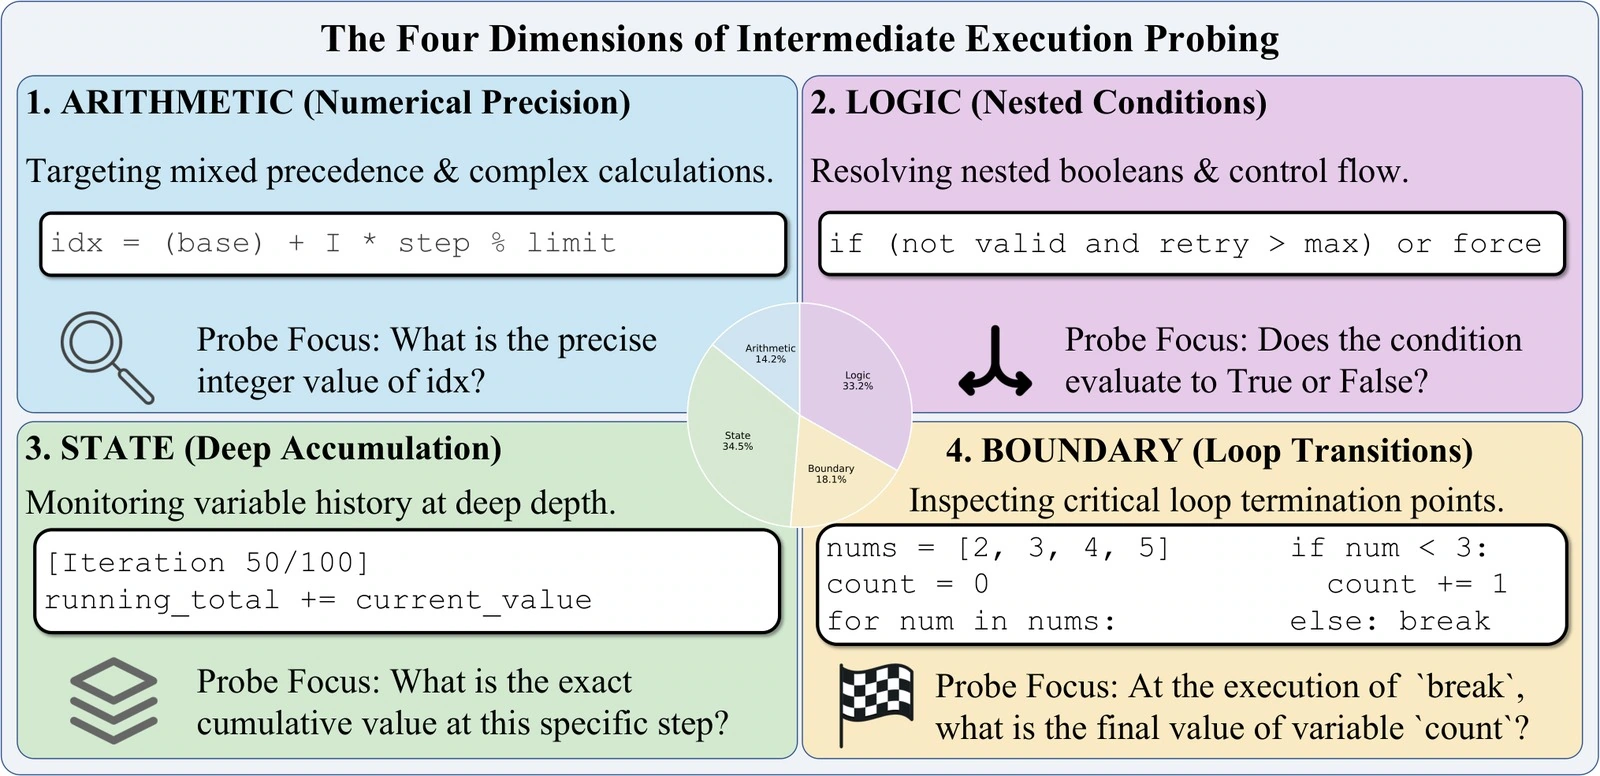 The Four Dimensions of Intermediate Execution Probing
1. ARITHMETIC (Numerical Precision)
Targeting mixed precedence & complex calculations.
idx = (base) + I * step % limit
Probe Focus: What is the precise
integer value of idx?
2. LOGIC (Nested Conditions)
Resolving nested booleans & control flow.
if (not valid and retry > max) or force
Probe Focus: Does the condition
evaluate to True or False?
Arithmetic
14.2%
Logic
33.2%
State
34.5%
Boundary
18.1%
3. STATE (Deep Accumulation)
Monitoring variable history at deep depth.
[Iteration 50/100]
running_total += current_value
Probe Focus: What is the exact
cumulative value at this specific step?
4. BOUNDARY (Loop Transitions)
Inspecting critical loop termination points.
nums = [2, 3, 4, 5]
count = 0
for num in nums:
if num < 3:
count += 1
else: break
Probe Focus: At the execution of `break`,
what is the final value of variable `count`?